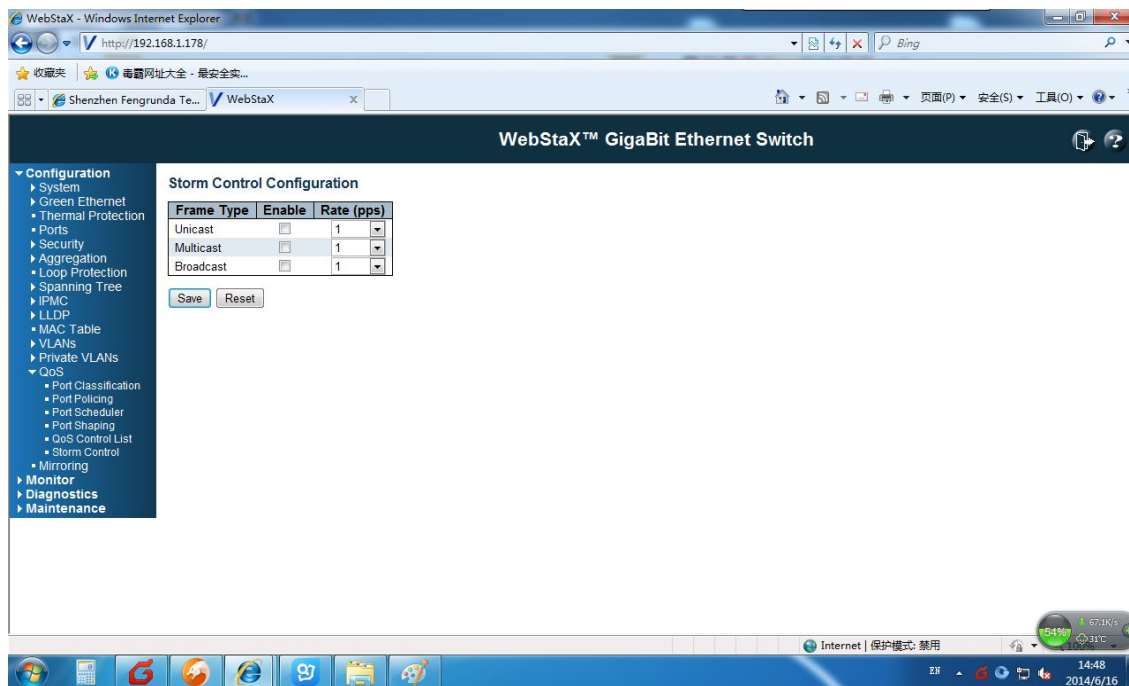 WebStaX - Windows Internet Explorer
http://192.168.1.178/
Bing
收藏夹
毒霸网址大全 - 最安全实...
Shenzhen Fengrunda Te...
WebStaX
x
页面(P)
安全(S)
工具(O)
WebStaX™ GigaBit Ethernet Switch
Configuration
System
Green Ethernet
Thermal Protection
Ports
Security
Aggregation
Loop Protection
Spanning Tree
IPMC
LLDP
MAC Table
VLANs
Private VLANs
QoS
Port Classification
Port Policing
Port Scheduler
Port Shaping
QoS Control List
Storm Control
Mirroring
Monitor
Diagnostics
Maintenance
Storm Control Configuration
Frame Type Enable Rate (pps)
Unicast 1
Multicast 1
Broadcast 1
Save Reset
Internet | 保护模式: 禁用
100%
54%
67.1K/s
31℃
EN
14:48
2014/6/16